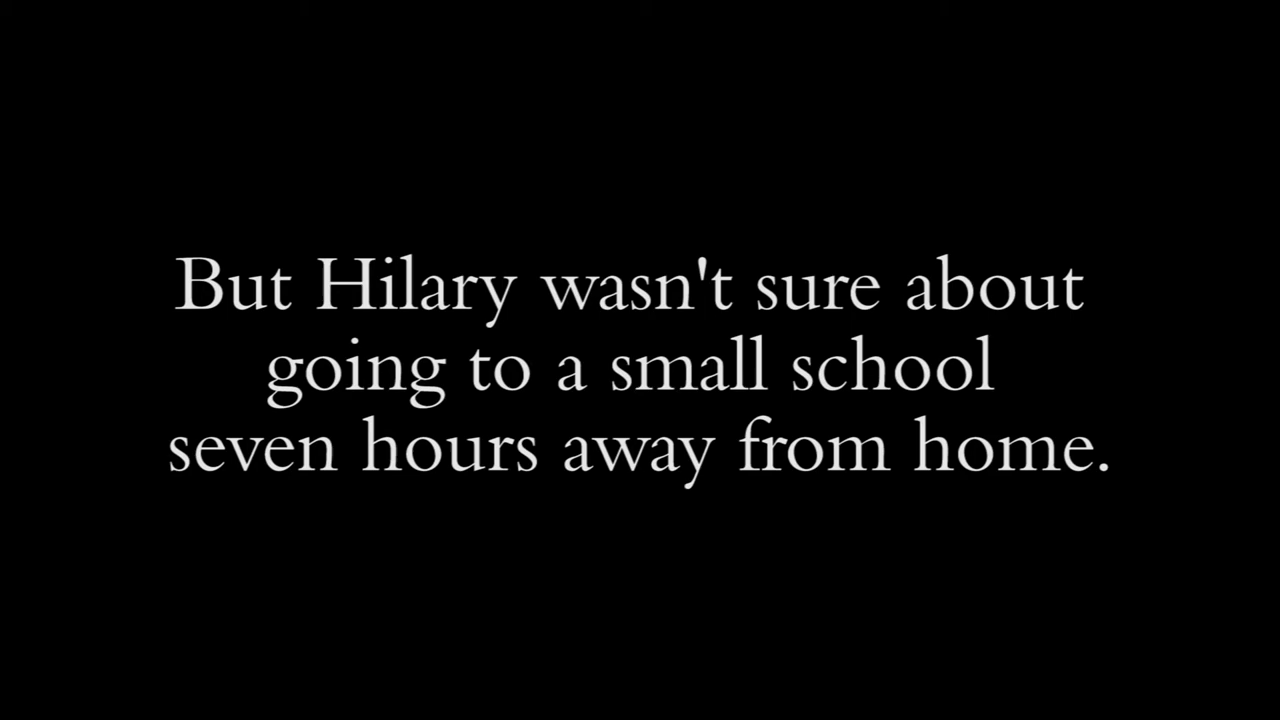 But Hilary wasn't sure about
going to a small school
seven hours away from home.